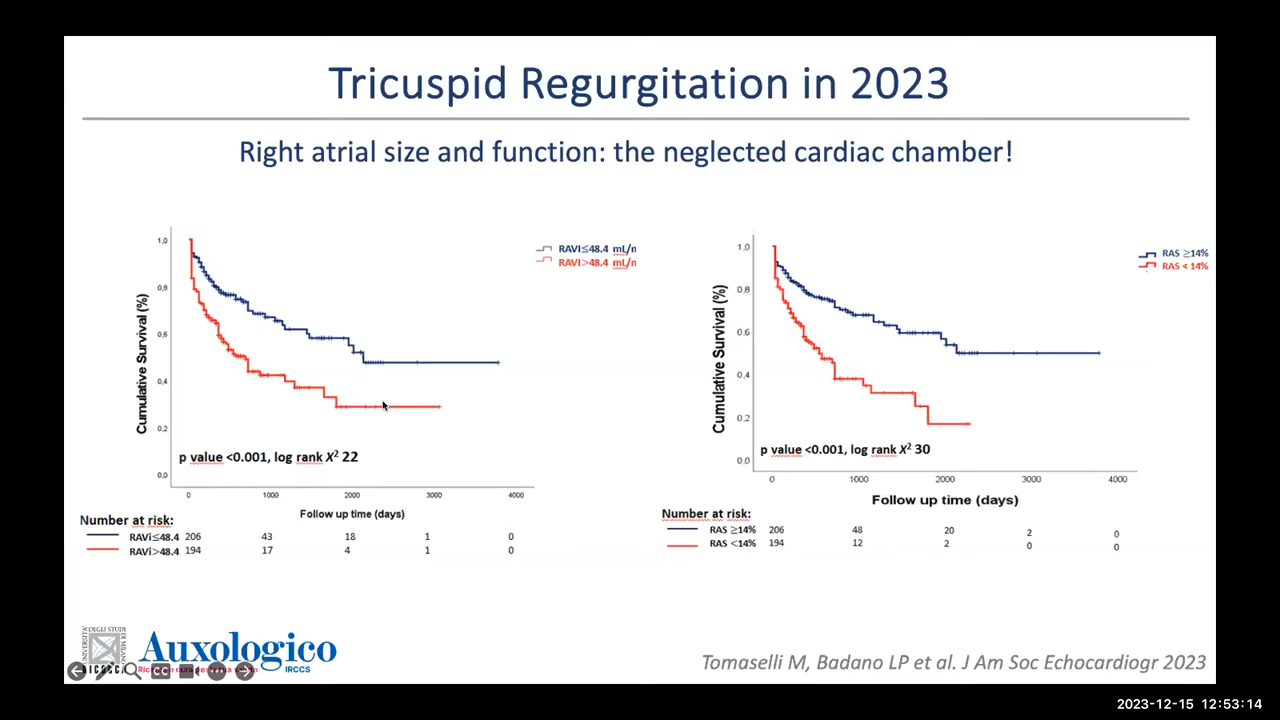 Tricuspid Regurgitation in 2023
Right atrial size and function: the neglected cardiac chamber!
RAVI≤48.4 mL/n
RAVI>48.4 mL/n
1,0
0,8
0,6
0,4
0,2
0,0
Cumulative Survival (%)
p value <0.001, log rank X² 22
0 1000 2000 3000 4000
Follow up time (days)
Number at risk:
RAVi≤48.4 206 43 18 1 0
RAVi>48.4 194 17 4 1 0
RAS ≥14%
RAS < 14%
1,0
0,8
0,6
0,4
0,2
0,0
Cumulative Survival (%)
p value <0.001, log rank X² 30
0 1000 2000 3000 4000
Follow up time (days)
Number at risk:
RAS ≥14% 206 48 20 2 0
RAS <14% 194 12 2 0 0
DEGLI STUDI
Auxologico
IRCCS
Tomaselli M, Badano LP et al. J Am Soc Echocardiogr 2023
2023-12-15 12:53:14